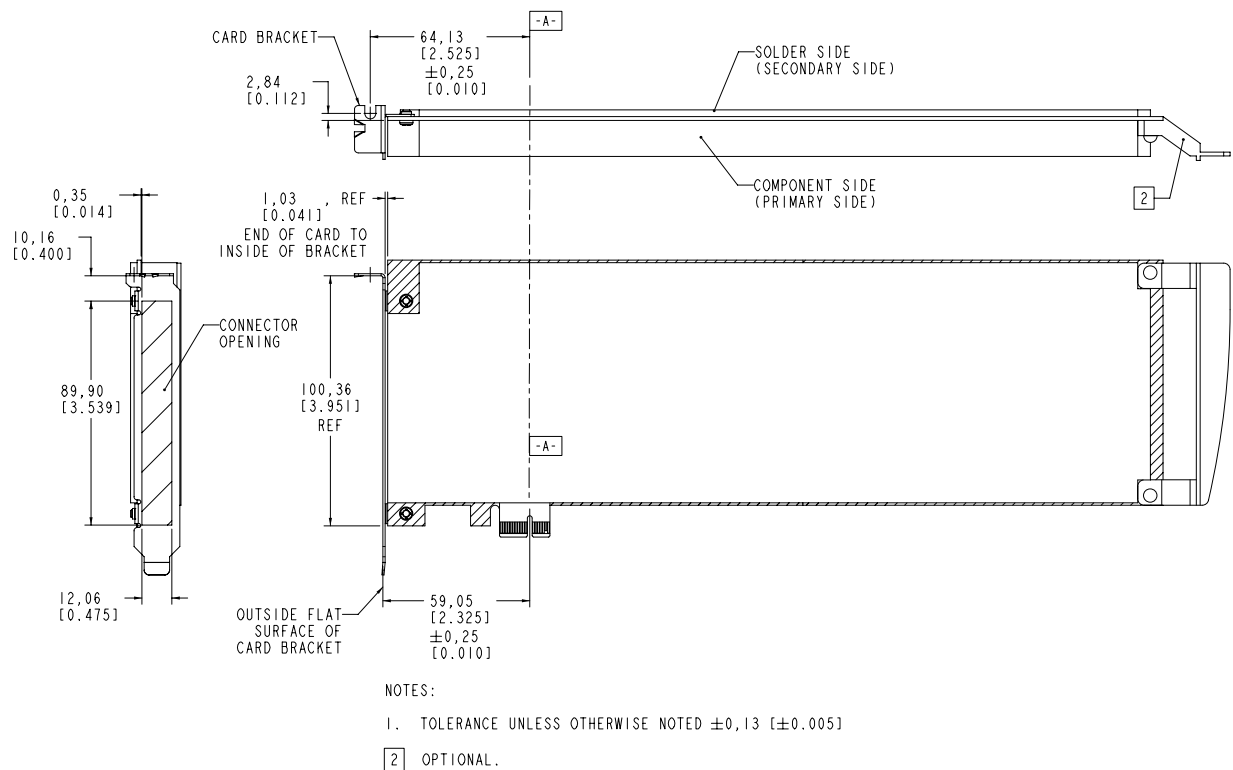 -A-
CARD BRACKET
64,13
[2.525]
±0,25
[0.010]
SOLDER SIDE
(SECONDARY SIDE)
2,84
[0.112]
COMPONENT SIDE
(PRIMARY SIDE)
2
0,35
[0.014]
1,03 , REF
[0.041]
END OF CARD TO
INSIDE OF BRACKET
10,16
[0.400]
CONNECTOR
OPENING
89,90
[3.539]
100,36
[3.951]
REF
-A-
12,06
[0.475]
OUTSIDE FLAT
SURFACE OF
CARD BRACKET
59,05
[2.325]
±0,25
[0.010]
NOTES:
1. TOLERANCE UNLESS OTHERWISE NOTED ±0,13 [±0.005]
2 OPTIONAL.